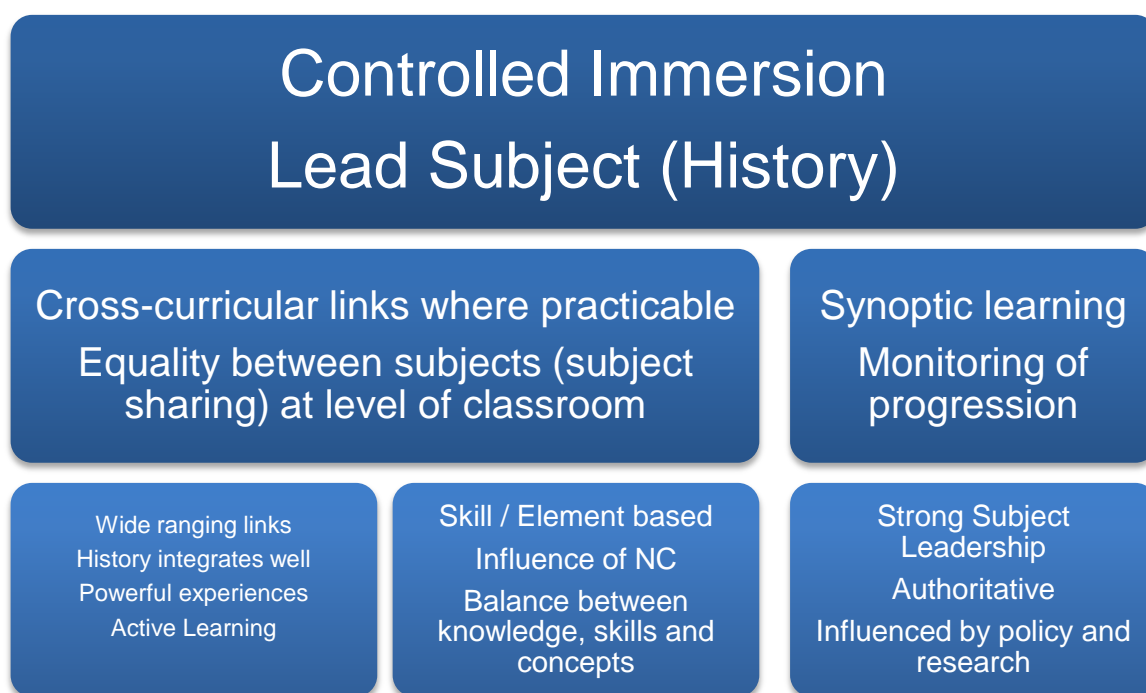 Controlled Immersion
Lead Subject (History)
Cross-curricular links where practicable
Equality between subjects (subject
sharing) at level of classroom
Synoptic learning
Monitoring of
progression
Wide ranging links
History integrates well
Powerful experiences
Active Learning
Skill / Element based
Influence of NC
Balance between
knowledge, skills and
concepts
Strong Subject
Leadership
Authoritative
Influenced by policy and
research